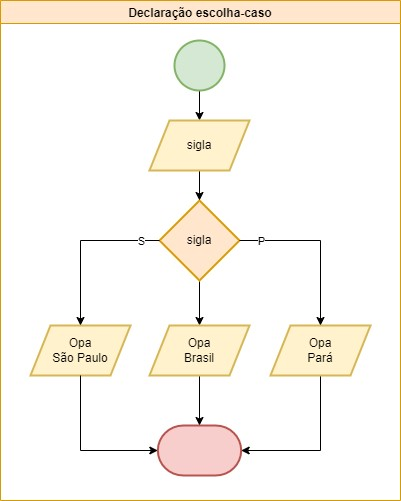 Declaração escolha-caso
sigla
sigla
S
P
Opa
São Paulo
Opa
Brasil
Opa
Pará